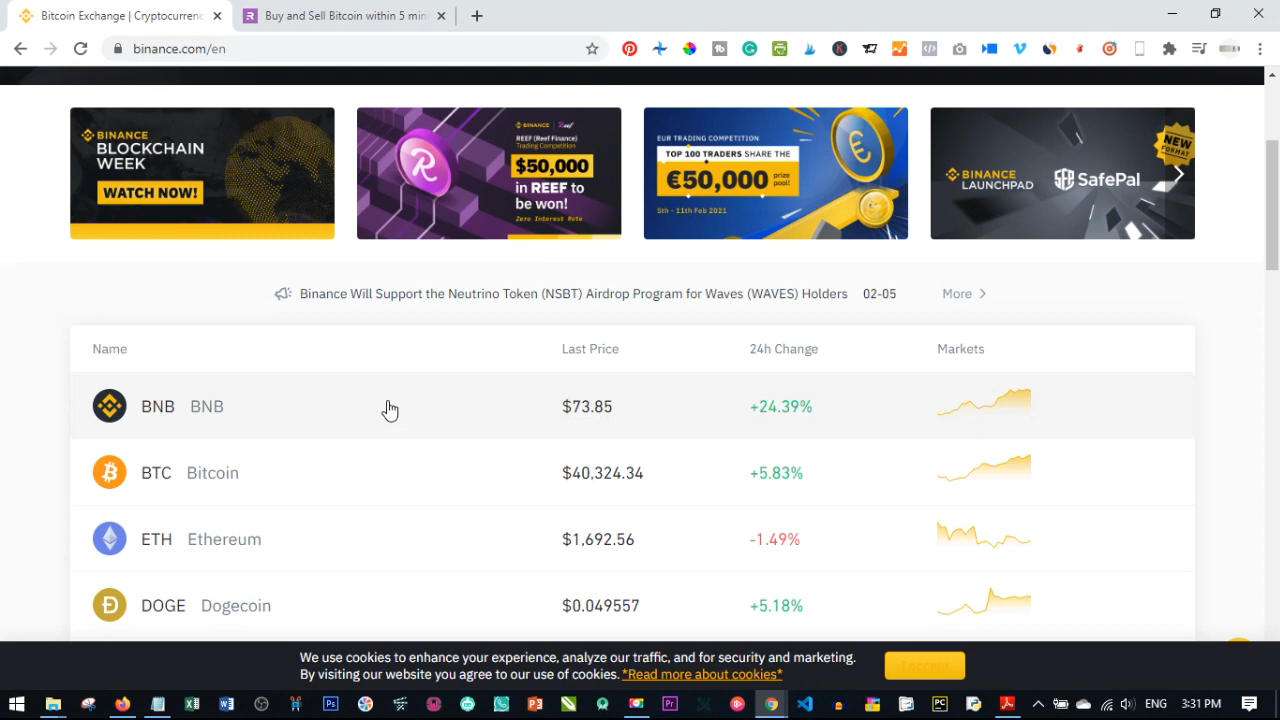 Bitcoin Exchange | Cryptocurrenc
Buy and Sell Bitcoin within 5 min
binance.com/en
BINANCE
BLOCKCHAIN
WEEK
WATCH NOW!
BINANCE Reef
REEF (Reef Finance)
Trading Competition
$50,000
in REEF to
be won!
Zero Interest Rate
EUR TRADING COMPETITION
TOP 100 TRADERS SHARE THE
€50,000 prize pool!
5th - 11th Feb 2021
NEW
FORMAT
BINANCE
LAUNCHPAD
SafePal
Binance Will Support the Neutrino Token (NSBT) Airdrop Program for Waves (WAVES) Holders 02-05 More
Name Last Price 24h Change Markets
BNB BNB $73.85 +24.39%
BTC Bitcoin $40,324.34 +5.83%
ETH Ethereum $1,692.56 -1.49%
DOGE Dogecoin $0.049557 +5.18%
We use cookies to enhance your experience, analyze our traffic, and for security and marketing.
By visiting our website you agree to our use of cookies. *Read more about cookies*
I accept
ENG 3:31 PM